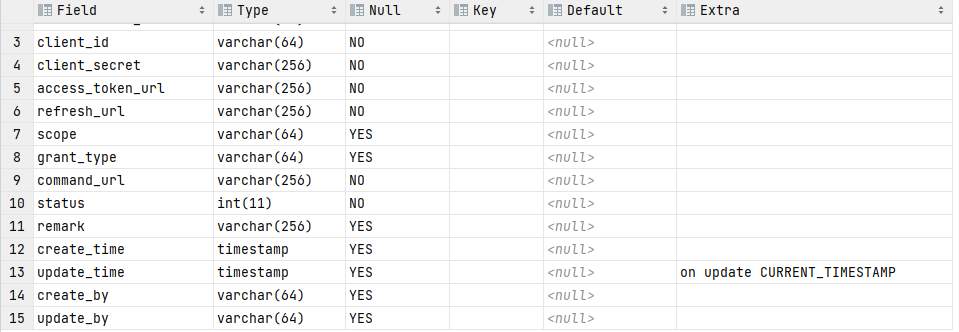 Field Type Null Key Default Extra
3 client_id varchar(64) NO <null>
4 client_secret varchar(256) NO <null>
5 access_token_url varchar(256) NO <null>
6 refresh_url varchar(256) NO <null>
7 scope varchar(64) YES <null>
8 grant_type varchar(64) YES <null>
9 command_url varchar(256) NO <null>
10 status int(11) NO <null>
11 remark varchar(256) YES <null>
12 create_time timestamp YES <null>
13 update_time timestamp YES <null> on update CURRENT_TIMESTAMP
14 create_by varchar(64) YES <null>
15 update_by varchar(64) YES <null>